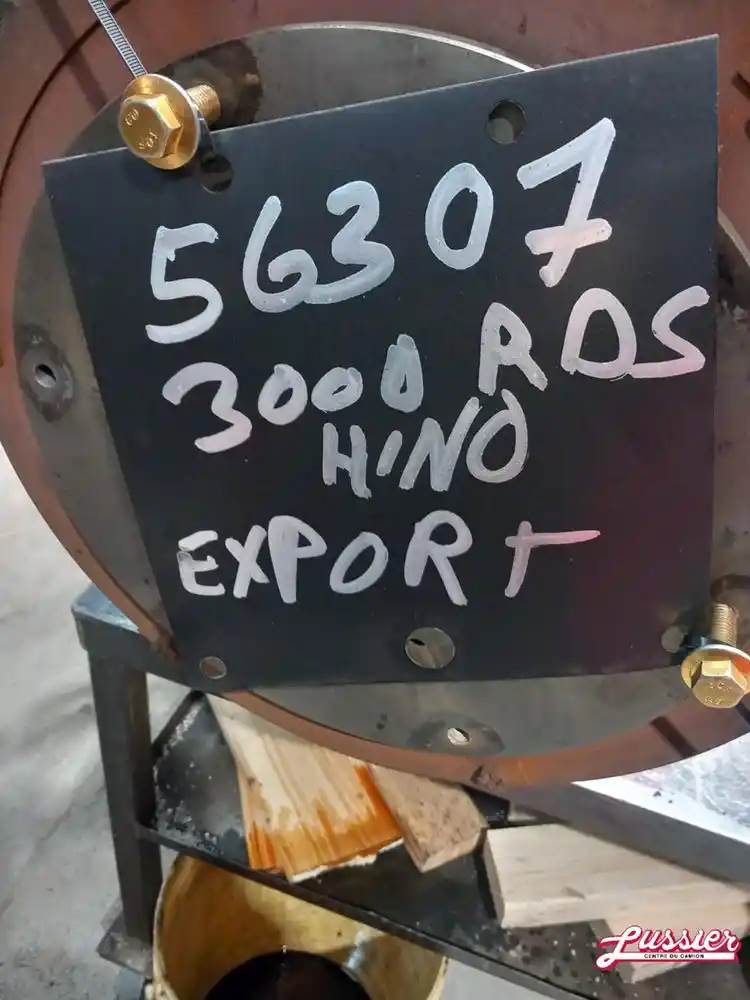 56307
3000 RDS
HINO
EXPORT
Lussier
CENTRE DU CAMION